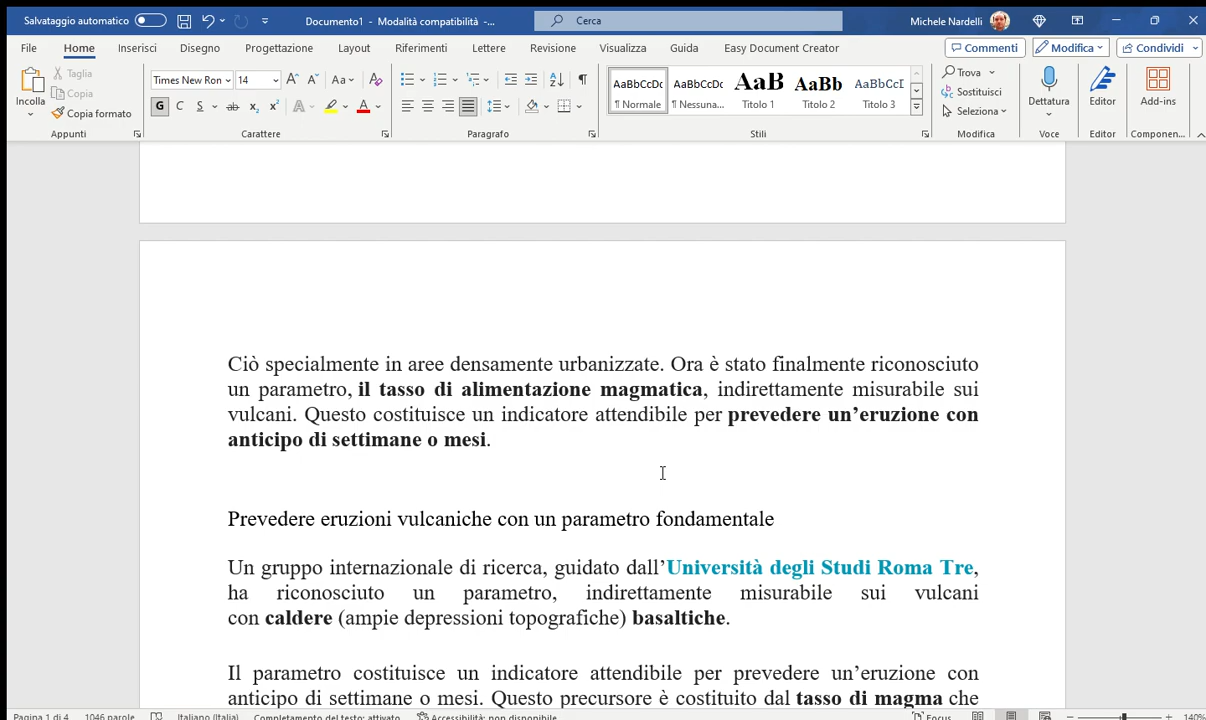 Salvataggio automatico Documento1 - Modalità compatibilità -... Cerca Michele Nardelli
File Home Inserisci Disegno Progettazione Layout Riferimenti Lettere Revisione Visualizza Guida Easy Document Creator Commenti Modifica Condividi
Incolla
Taglia
Copia
Copia formato
Appunti
Times New Ron 14
G C S ab x₂ x²
Carattere
Paragrafo
AaBbCcDc AaBbCcDc AaB AaBb AaBbCcD
¶ Normale ¶ Nessuna... Titolo 1 Titolo 2 Titolo 3
Stili
Trova
Sostituisci
Seleziona
Modifica
Dettatura
Voce
Editor
Editor
Add-ins
Componen...
Ciò specialmente in aree densamente urbanizzate. Ora è stato finalmente riconosciuto
un parametro, il tasso di alimentazione magmatica, indirettamente misurabile sui
vulcani. Questo costituisce un indicatore attendibile per prevedere un’eruzione con
anticipo di settimane o mesi.
Prevedere eruzioni vulcaniche con un parametro fondamentale
Un gruppo internazionale di ricerca, guidato dall’Università degli Studi Roma Tre,
ha riconosciuto un parametro, indirettamente misurabile sui vulcani
con caldere (ampie depressioni topografiche) basaltiche.
Il parametro costituisce un indicatore attendibile per prevedere un’eruzione con
anticipo di settimane o mesi. Questo precursore è costituito dal tasso di magma che
Pagina 1 di 4 1046 parole Italiano (Italia) Completamento del testo: attivato Accessibilità: non disponibile Focus 140%